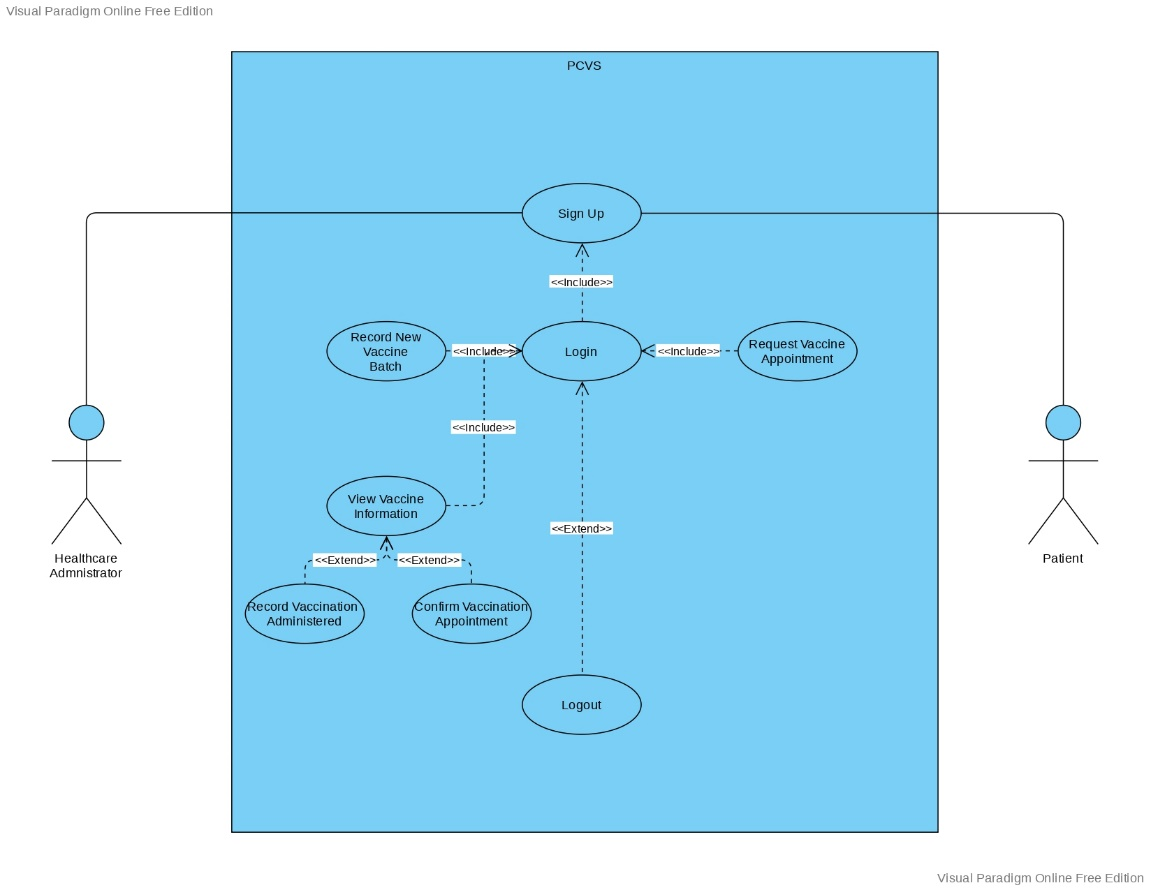 Visual Paradigm Online Free Edition
PCVS
Sign Up
<<Include>>
Record New
Vaccine
Batch
<<Include>>
Login
<<Include>>
Request Vaccine
Appointment
<<Include>>
View Vaccine
Information
<<Extend>>
<<Extend>>
<<Extend>>
Healthcare
Admnistrator
Patient
Record Vaccination
Administered
Confirm Vaccination
Appointment
Logout
Visual Paradigm Online Free Edition